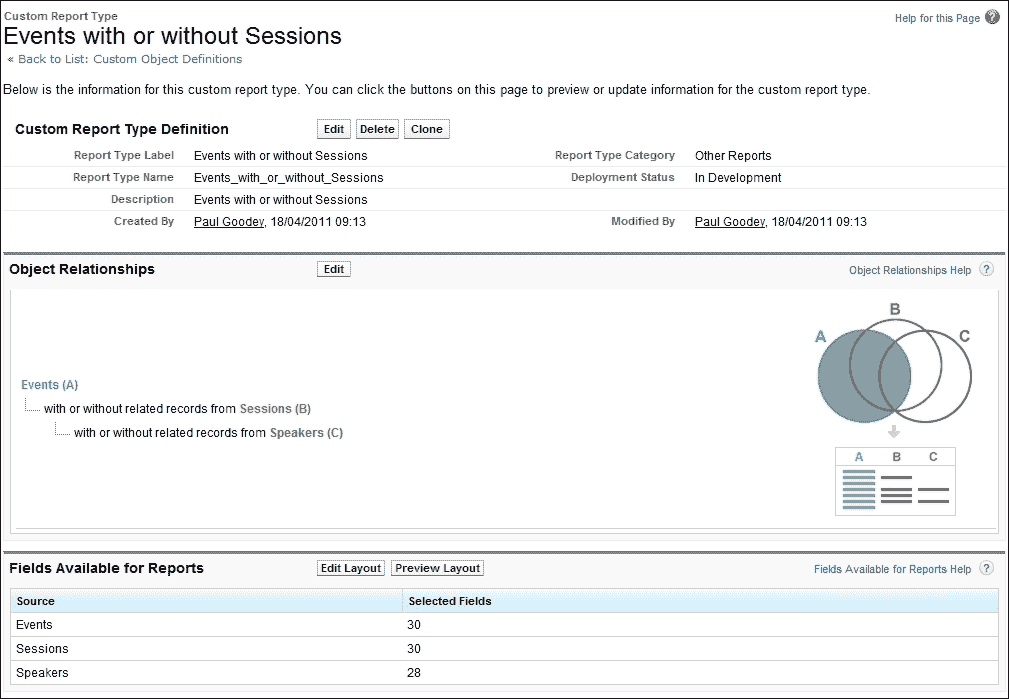 Custom Report Type
Events with or without Sessions
Help for this Page ?
« Back to List: Custom Object Definitions
Below is the information for this custom report type. You can click the buttons on this page to preview or update information for the custom report type.
Custom Report Type Definition Edit Delete Clone
Report Type Label Events with or without Sessions Report Type Category Other Reports
Report Type Name Events_with_or_without_Sessions Deployment Status In Development
Description Events with or without Sessions
Created By Paul Goodey, 18/04/2011 09:13 Modified By Paul Goodey, 18/04/2011 09:13
Object Relationships Edit Object Relationships Help ?
B
A C
Events (A)
with or without related records from Sessions (B)
with or without related records from Speakers (C)
A B C
Fields Available for Reports Edit Layout Preview Layout Fields Available for Reports Help ?
Source Selected Fields
Events 30
Sessions 30
Speakers 28